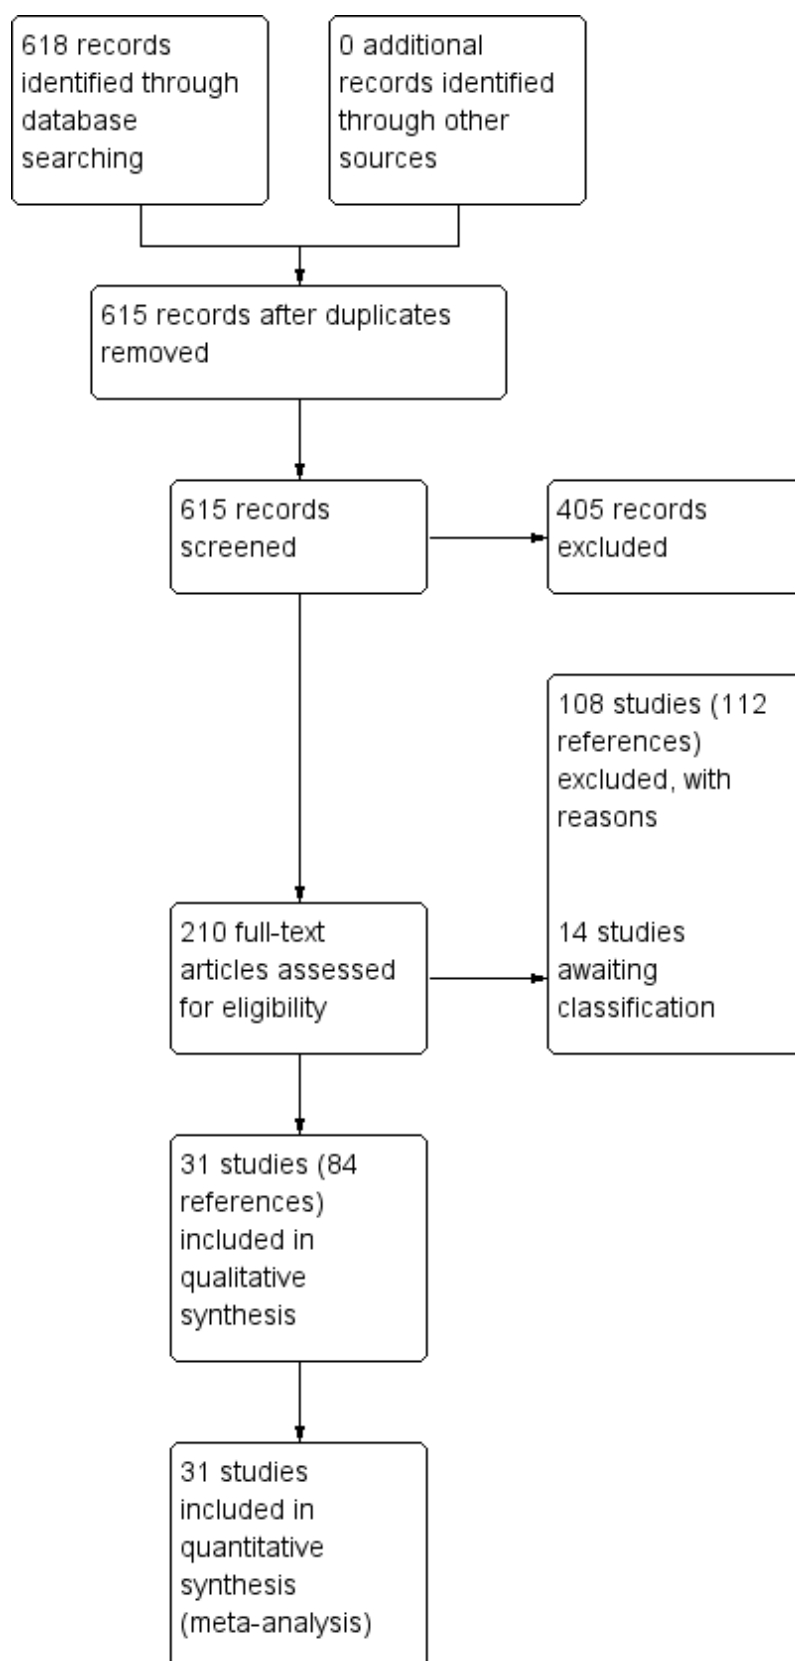 618 records
identified through
database
searching
0 additional
records identified
through other
sources
615 records after duplicates
removed
615 records
screened
405 records
excluded
108 studies (112
references)
excluded, with
reasons
14 studies
awaiting
classification
210 full-text
articles assessed
for eligibility
31 studies (84
references)
included in
qualitative
synthesis
31 studies
included in
quantitative
synthesis
(meta-analysis)